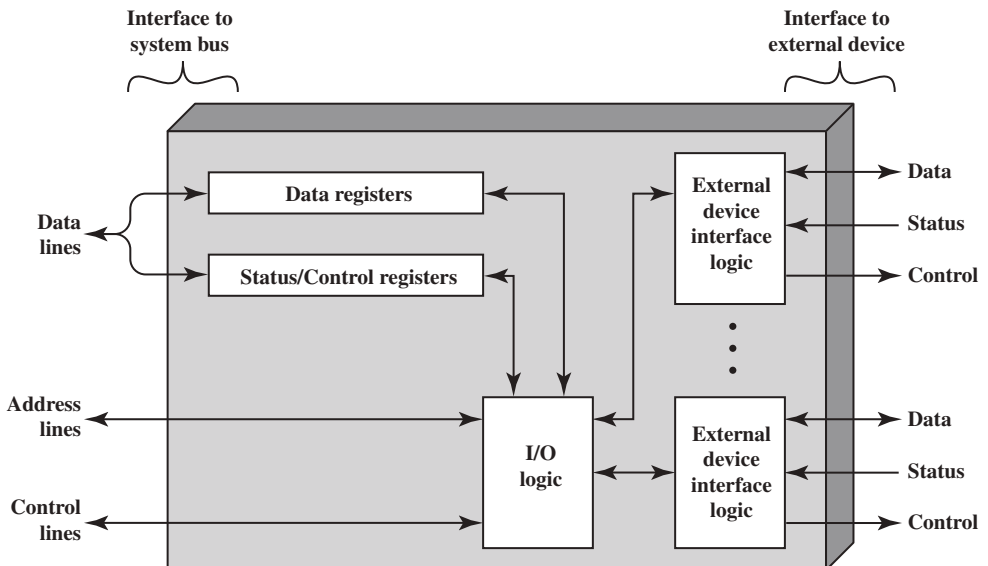 Interface to
system bus
Interface to
external device
Data registers
External
device
interface
logic
Data
Status
Control
Data
lines
Status/Control registers
Address
lines
I/O
logic
External
device
interface
logic
Data
Status
Control
Control
lines